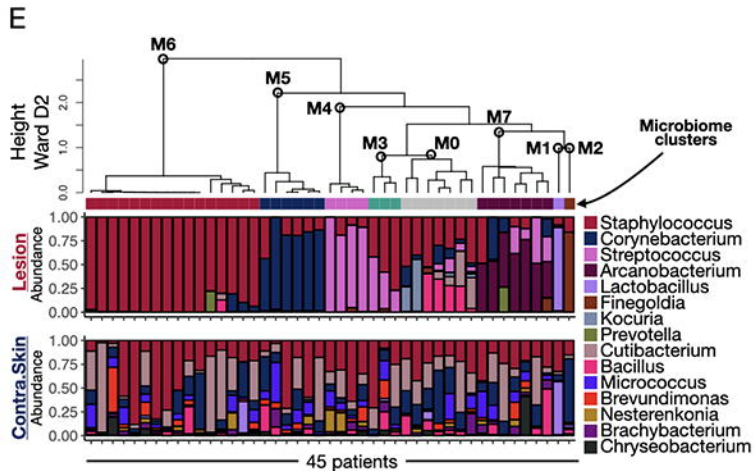 E
M6
M5
M4
M7
M3
M0
M1
M2
Height
Ward D2
2.0
1.0
0.0
Microbiome
clusters
Lesion
Abundance
1.00
0.75
0.50
0.25
0.00
Contra.Skin
Abundance
1.00
0.75
0.50
0.25
0.00
Staphylococcus
Corynebacterium
Streptococcus
Arcanobacterium
Lactobacillus
Finegoldia
Kocuria
Prevotella
Cutibacterium
Bacillus
Micrococcus
Brevundimonas
Nesterenkonia
Brachybacterium
Chryseobacterium
45 patients